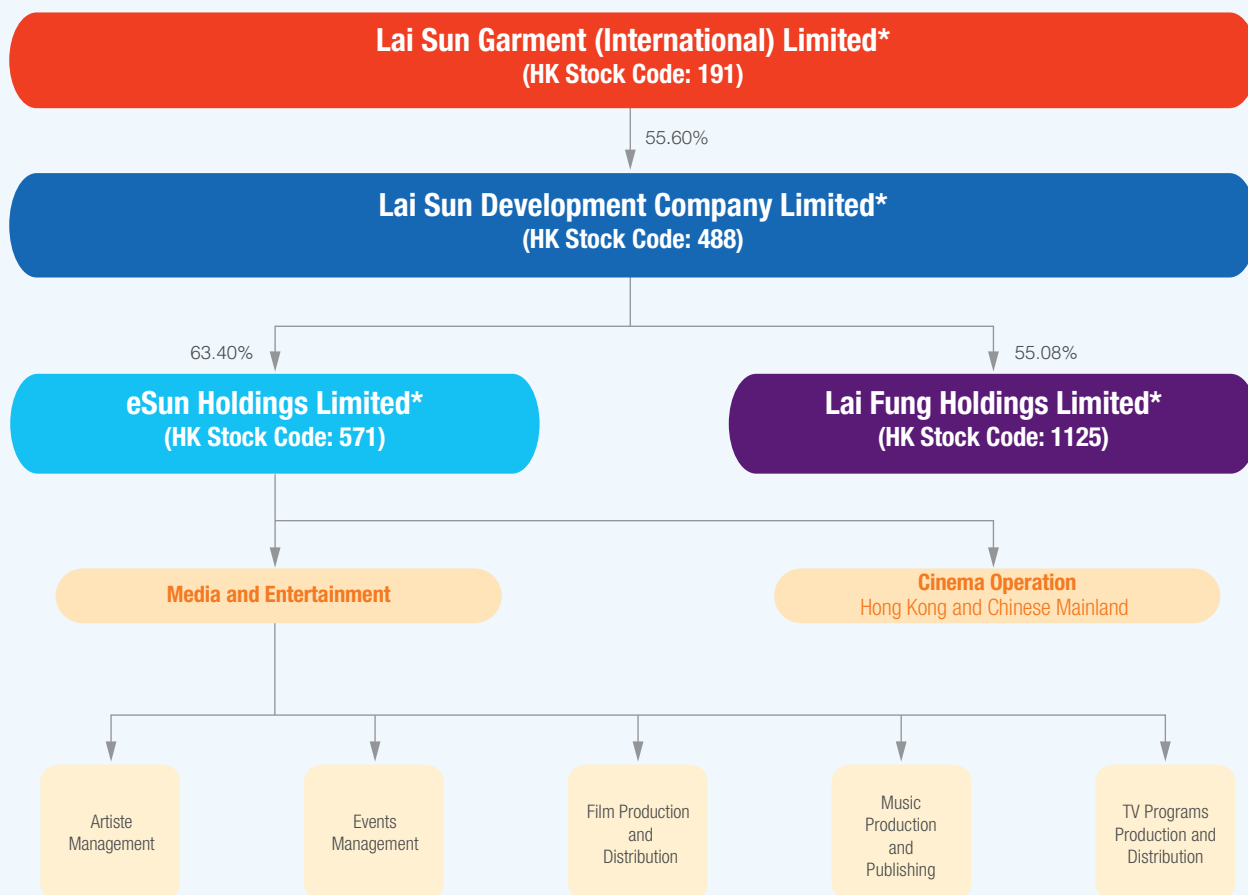 Lai Sun Garment (International) Limited*
(HK Stock Code: 191)
55.60%
Lai Sun Development Company Limited*
(HK Stock Code: 488)
63.40%
55.08%
eSun Holdings Limited*
(HK Stock Code: 571)
Lai Fung Holdings Limited*
(HK Stock Code: 1125)
Media and Entertainment
Cinema Operation
Hong Kong and Chinese Mainland
Artiste
Management
Events
Management
Film Production
and
Distribution
Music
Production
and
Publishing
TV Programs
Production and
Distribution